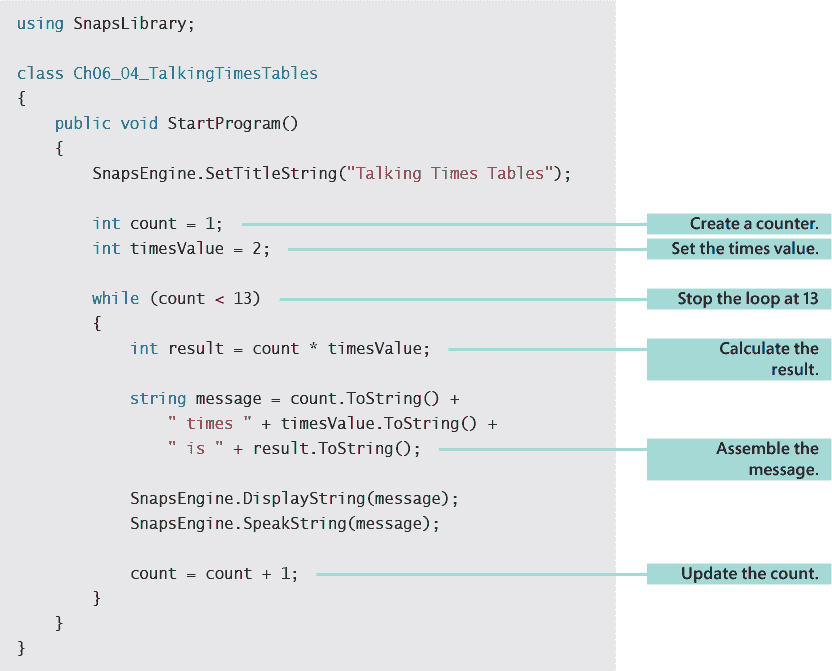 using SnapsLibrary;
class Ch06_04_TalkingTimesTables
{
public void StartProgram()
{
SnapsEngine.SetTitleString("Talking Times Tables");
int count = 1;
Create a counter.
int timesValue = 2;
Set the times value.
while (count < 13)
Stop the loop at 13
{
int result = count * timesValue;
Calculate the
result.
string message = count.ToString() +
" times " + timesValue.ToString() +
" is " + result.ToString();
Assemble the
message.
SnapsEngine.DisplayString(message);
SnapsEngine.SpeakString(message);
count = count + 1;
Update the count.
}
}
}